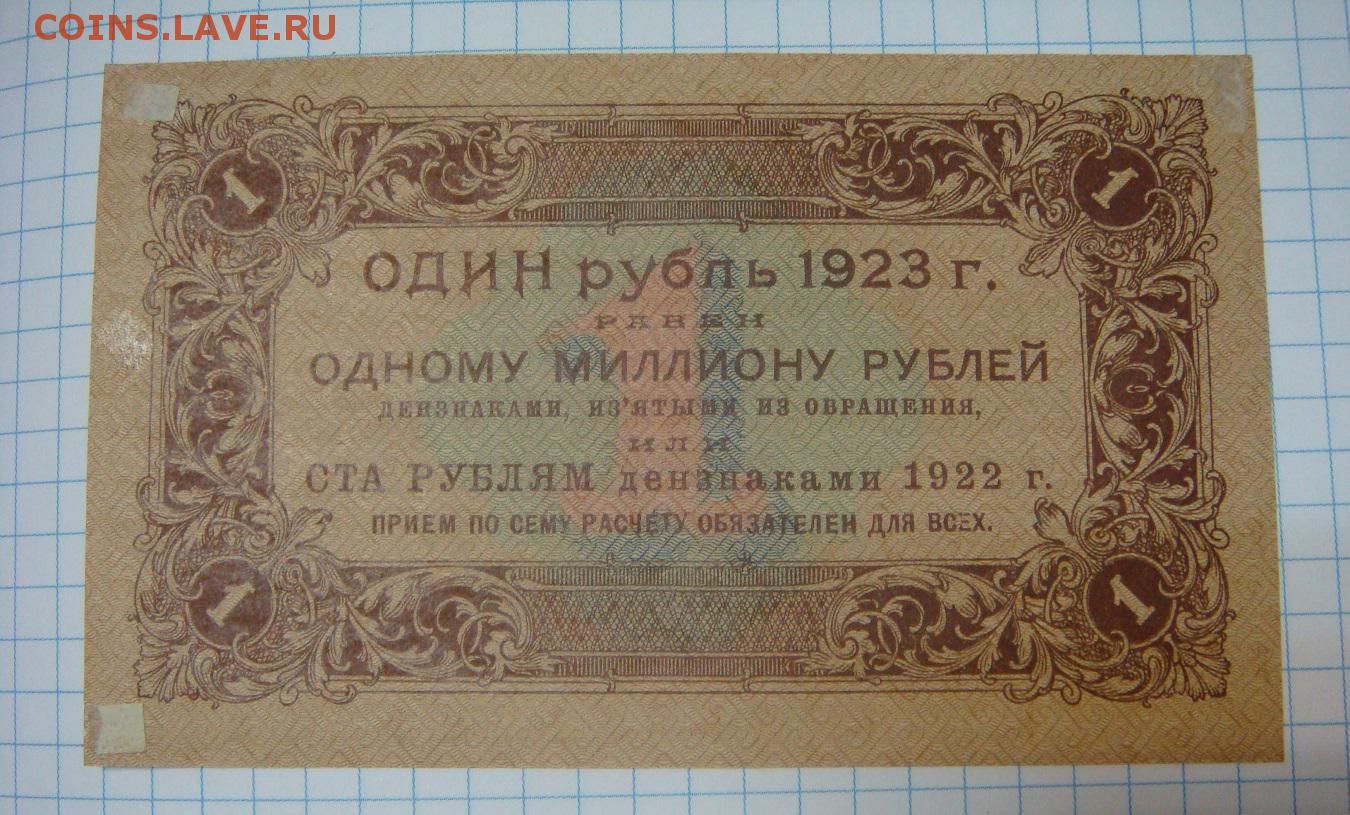 COINS.LAVE.RU
1 1
ОДИН рубль 1923 г.
РАВЕН
ОДНОМУ МИЛЛИОНУ РУБЛЕЙ
ДЕНЗНАКАМИ, ИЗ'ЯТЫМИ ИЗ ОБРАЩЕНИЯ,
ИЛИ
СТА РУБЛЯМ дензнаками 1922 г.
ПРИЕМ ПО СЕМУ РАСЧЕТУ ОБЯЗАТЕЛЕН ДЛЯ ВСЕХ.
1
1 1